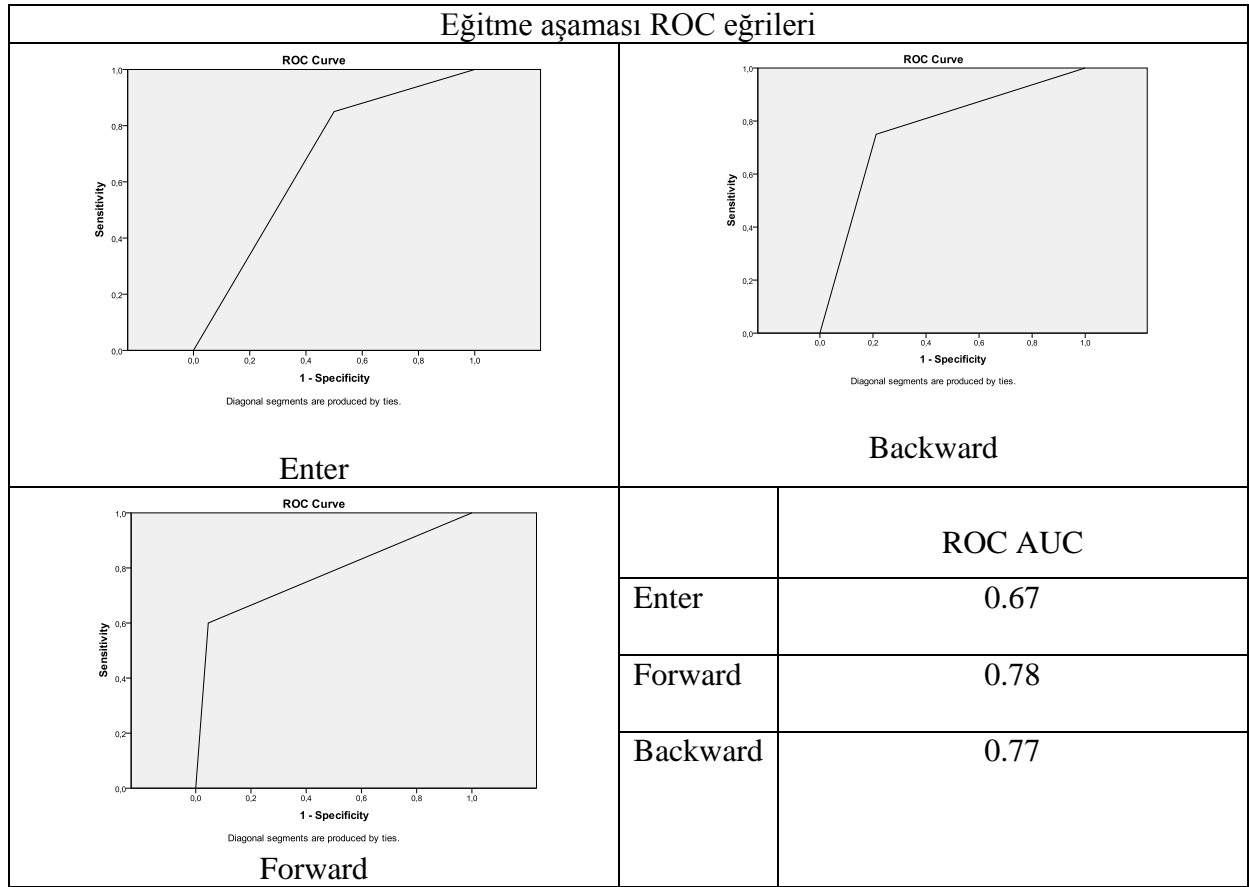 Eğitme aşaması ROC eğrileri
ROC Curve
1,0
0,8
0,6
0,4
0,2
0,0
Sensitivity
0,0 0,2 0,4 0,6 0,8 1,0
1 - Specificity
Diagonal segments are produced by ties.
Enter
ROC Curve
1,0
0,8
0,6
0,4
0,2
0,0
Sensitivity
0,0 0,2 0,4 0,6 0,8 1,0
1 - Specificity
Diagonal segments are produced by ties.
Backward
ROC Curve
1,0
0,8
0,6
0,4
0,2
0,0
Sensitivity
0,0 0,2 0,4 0,6 0,8 1,0
1 - Specificity
Diagonal segments are produced by ties.
Forward
ROC AUC
Enter 0.67
Forward 0.78
Backward 0.77